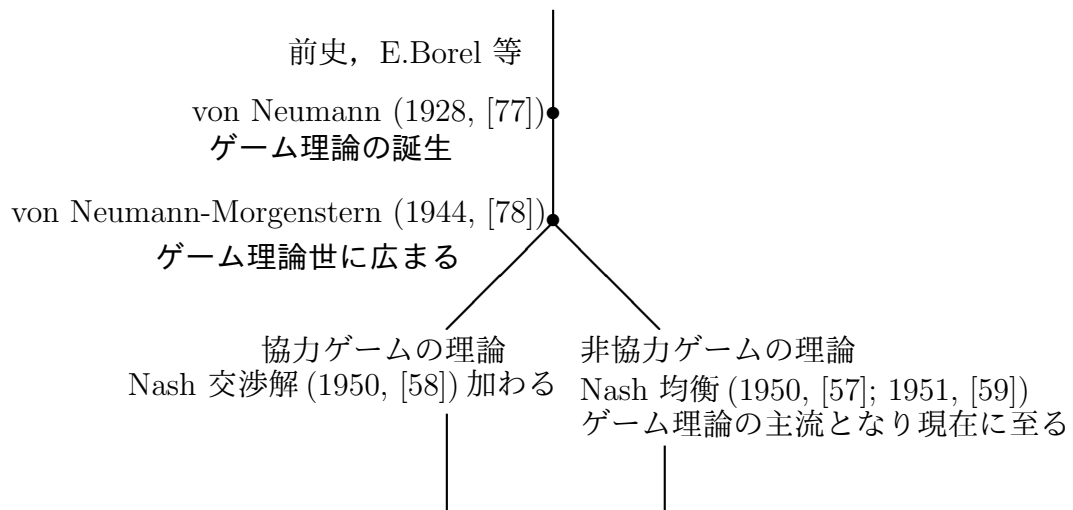 前史，E.Borel 等
von Neumann (1928, [77])
ゲーム理論の誕生
von Neumann-Morgenstern (1944, [78])
ゲーム理論世に広まる
協力ゲームの理論
Nash 交渉解 (1950, [58]) 加わる
非協力ゲームの理論
Nash 均衡 (1950, [57]; 1951, [59])
ゲーム理論の主流となり現在に至る